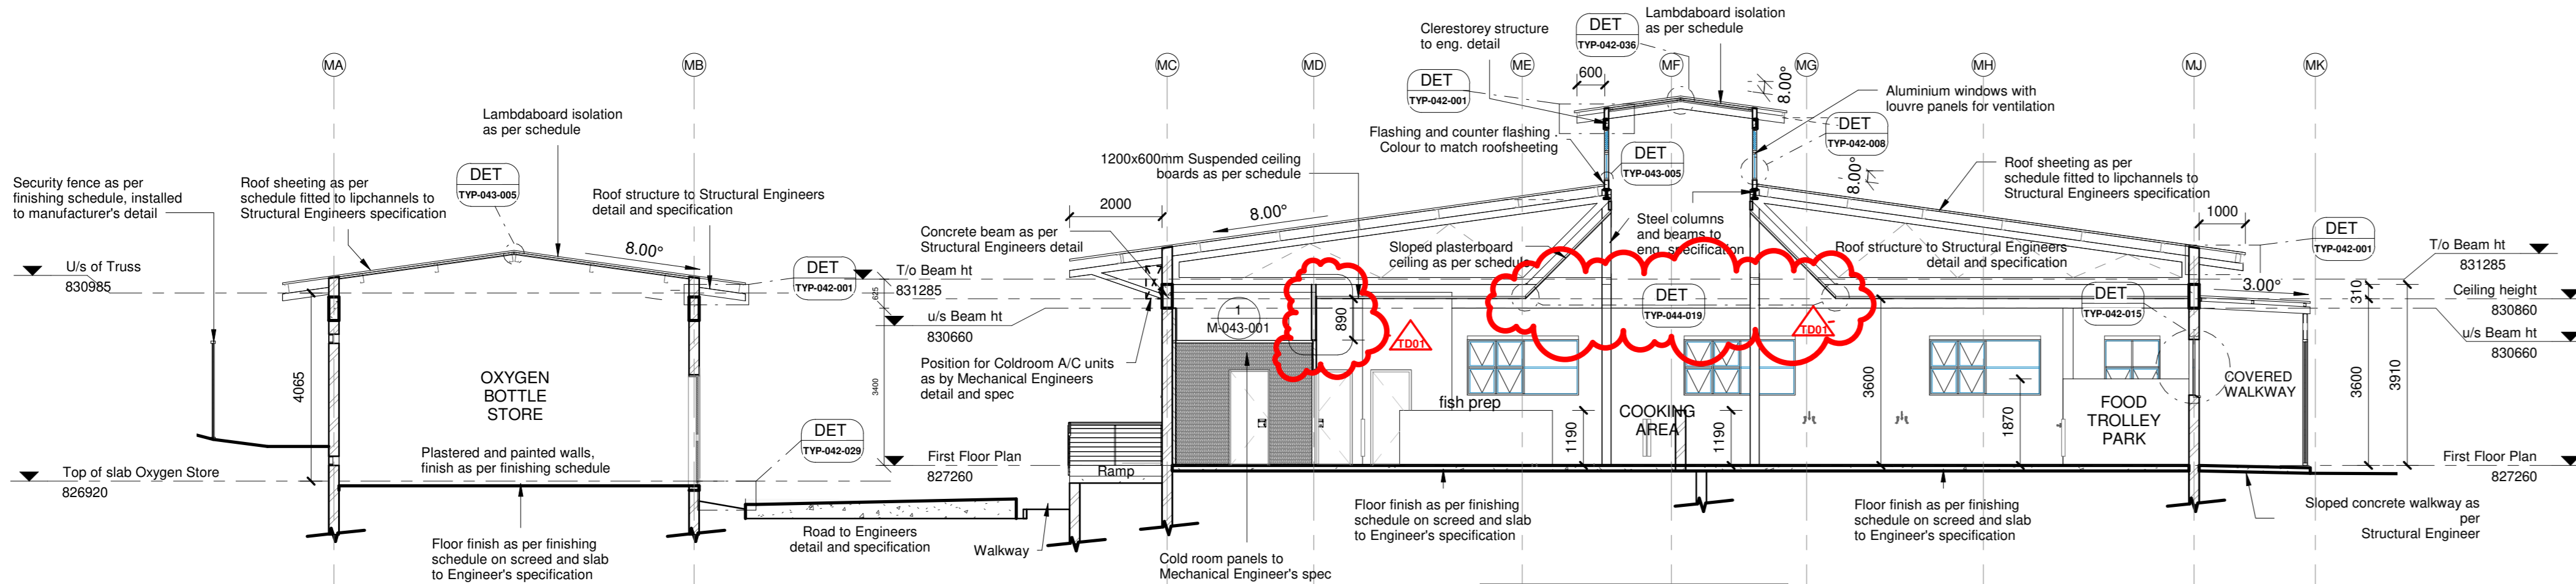 MA
MB
MC
MD
ME
MF
MG
MH
MJ
MK
Security fence as per
finishing schedule, installed
to manufacturer's detail
Roof sheeting as per
schedule fitted to lipchannels to
Structural Engineers specification
Lambdaboard isolation
as per schedule
DET
TYP-043-005
Roof structure to Structural Engineers
detail and specification
8.00°
U/s of Truss
830985
4065
OXYGEN
BOTTLE
STORE
Plastered and painted walls,
finish as per finishing schedule
Top of slab Oxygen Store
826920
Floor finish as per finishing
schedule on screed and slab
to Engineer's specification
DET
TYP-042-001
DET
TYP-042-029
Road to Engineers
detail and specification
Walkway
2000
Concrete beam as per
Structural Engineers detail
T/o Beam ht
831285
625
u/s Beam ht
830660
3400
Position for Coldroom A/C units
as by Mechanical Engineers
detail and spec
First Floor Plan
827260
Ramp
Cold room panels to
Mechanical Engineer's spec
1
M-043-001
890
TD01
1200x600mm Suspended ceiling
boards as per schedule
8.00°
Flashing and counter flashing .
Colour to match roofsheeting
Clerestorey structure
to eng. detail
DET
TYP-042-001
DET
TYP-042-036
600
Lambdaboard isolation
as per schedule
8.00°
Aluminium windows with
louvre panels for ventilation
DET
TYP-042-008
DET
TYP-043-005
8.00°
Roof sheeting as per
schedule fitted to lipchannels to
Structural Engineers specification
Steel columns
and beams to
eng. specification
Sloped plasterboard
ceiling as per schedule
Roof structure to Structural Engineers
detail and specification
DET
TYP-044-019
TD01
fish prep
1190
COOKING
AREA
1190
3600
1870
FOOD
TROLLEY
PARK
DET
TYP-042-015
1000
DET
TYP-042-001
3.00°
310
COVERED
WALKWAY
3600
3910
T/o Beam ht
831285
Ceiling height
830860
u/s Beam ht
830660
First Floor Plan
827260
Floor finish as per finishing
schedule on screed and slab
to Engineer's specification
Floor finish as per finishing
schedule on screed and slab
to Engineer's specification
Sloped concrete walkway as
per
Structural Engineer